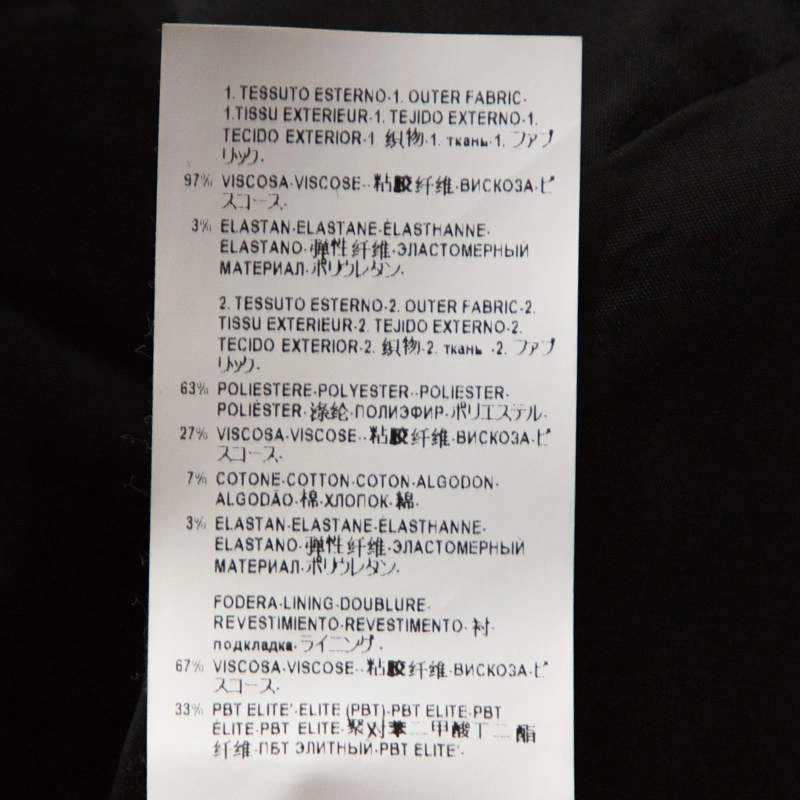 1. TESSUTO ESTERNO-1. OUTER FABRIC-
1.TISSU EXTERIEUR-1. TEJIDO EXTERNO-1.
TECIDO EXTERIOR-1 织物-1. ткань-1. ファブ
リック-
97% VISCOSA-VISCOSE--粘胶纤维-ВИСКОЗА-ビ
スコース-
3% ELASTAN-ELASTANE-ÉLASTHANNE-
ELASTANO-弹性纤维-ЭЛАСТОМЕРНЫЙ
МАТЕРИАЛ-ポリウレタン-
2. TESSUTO ESTERNO-2. OUTER FABRIC-2.
TISSU EXTERIEUR-2. TEJIDO EXTERNO-2.
TECIDO EXTERIOR-2. 织物-2. ткань -2. ファブ
リック-
63% POLIESTERE-POLYESTER--POLIESTER-
POLIÉSTER-涤纶-ПОЛИЭФИР-ポリエステル-
27% VISCOSA-VISCOSE--粘胶纤维-ВИСКОЗА-ビ
スコース-
7% COTONE-COTTON-COTON-ALGODON-
ALGODÃO-棉-ХЛОПОК-綿-
3% ELASTAN-ELASTANE-ÉLASTHANNE-
ELASTANO-弹性纤维-ЭЛАСТОМЕРНЫЙ
МАТЕРИАЛ-ポリウレタン-
FODERA-LINING-DOUBLURE-
REVESTIMIENTO-REVESTIMENTO-衬-
подкладка-ライニング-
67% VISCOSA-VISCOSE--粘胶纤维-ВИСКОЗА-ビ
スコース-
33% PBT ELITE'-ELITE (PBT)-PBT ELITE-PBT
ÉLITE-PBT ELITE-聚对苯二甲酸丁二酯
纤维-ПБТ ЭЛИТНЫЙ-PBT ELITE'-